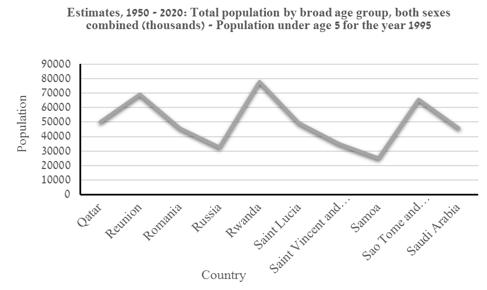 Estimates, 1950 - 2020: Total population by broad age group, both sexes
combined (thousands) - Population under age 5 for the year 1995
90000
80000
70000
60000
50000
40000
30000
20000
10000
0
Population
Qatar
Reunion
Romania
Russia
Rwanda
Saint Lucia
Saint Vincent and...
Samoa
Sao Tome and...
Saudi Arabia
Country